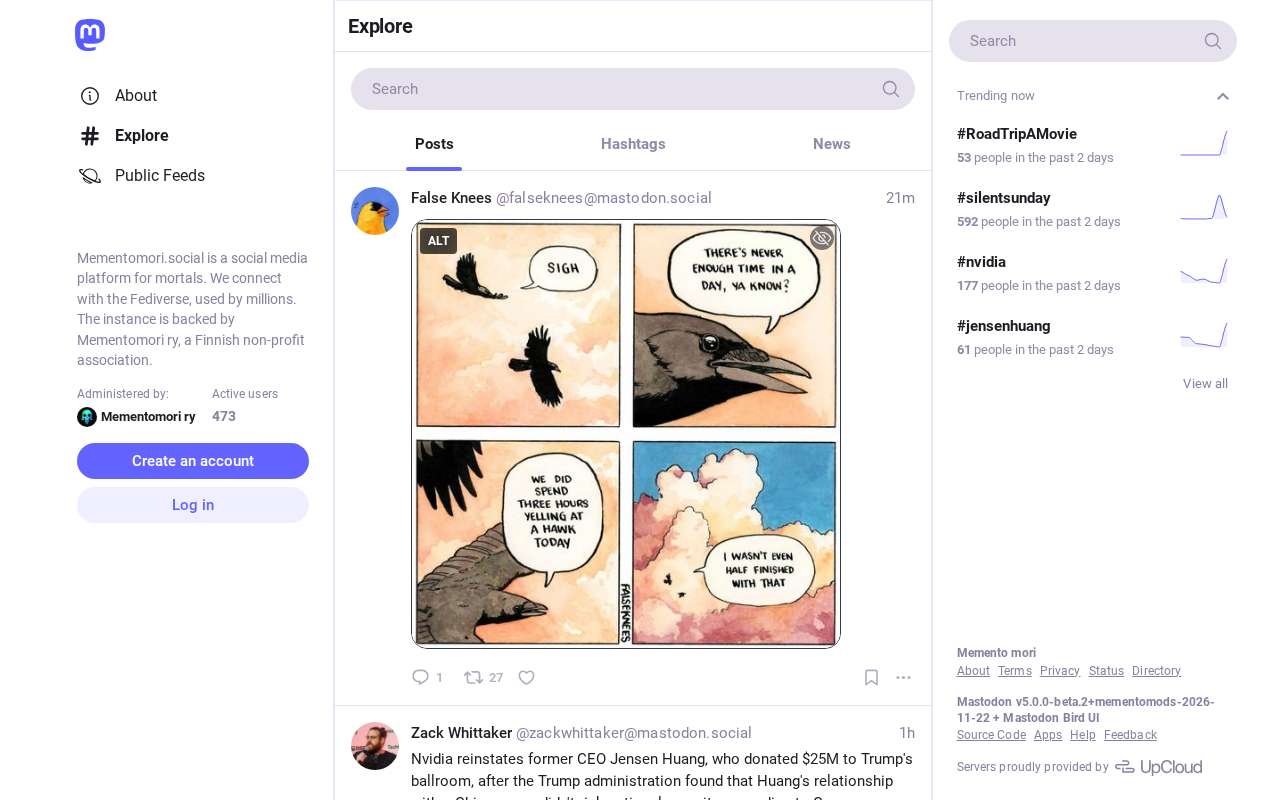 About
Explore
Public Feeds
Mementomori.social is a social media
platform for mortals. We connect
with the Fediverse, used by millions.
The instance is backed by
Mementomori ry, a Finnish non-profit
association.
Administered by:
Mementomori ry
Active users
473
Create an account
Log in
Explore
Search
Posts
Hashtags
News
False Knees @falseknees@mastodon.social
21m
ALT
SIGH
THERE'S NEVER
ENOUGH TIME IN A
DAY, YA KNOW?
WE DID
SPEND
THREE HOURS
YELLING AT
A HAWK
TODAY
I WASN'T EVEN
HALF FINISHED
WITH THAT
FALSEKNEES
1
27
Zack Whittaker @zackwhittaker@mastodon.social
1h
Nvidia reinstates former CEO Jensen Huang, who donated $25M to Trump's
ballroom, after the Trump administration found that Huang's relationship
Search
Trending now
#RoadTripAMovie
53 people in the past 2 days
#silentsunday
592 people in the past 2 days
#nvidia
177 people in the past 2 days
#jensenhuang
61 people in the past 2 days
View all
Memento mori
About Terms Privacy Status Directory
Mastodon v5.0.0-beta.2+mementomods-2026-
11-22 + Mastodon Bird UI
Source Code Apps Help Feedback
Servers proudly provided by UpCloud